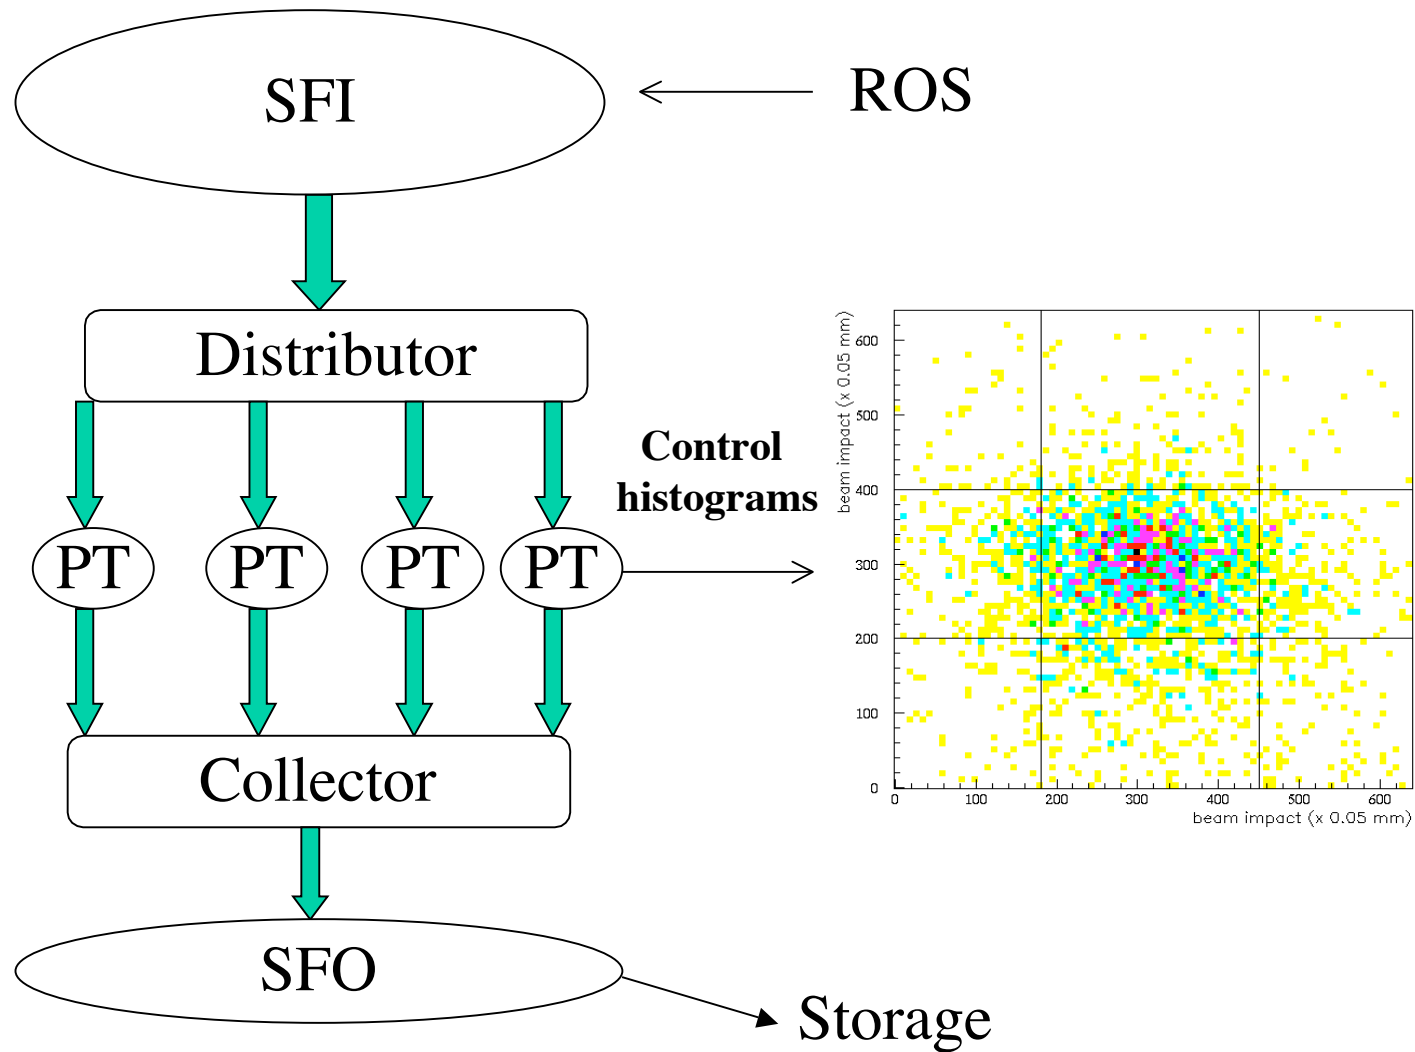 SFI
ROS
Distributor
Control
histograms
PT PT PT PT
Collector
SFO
Storage
beam impact (x 0.05 mm)
600
500
400
300
200
100
0
0 100 200 300 400 500 600
beam impact (x 0.05 mm)